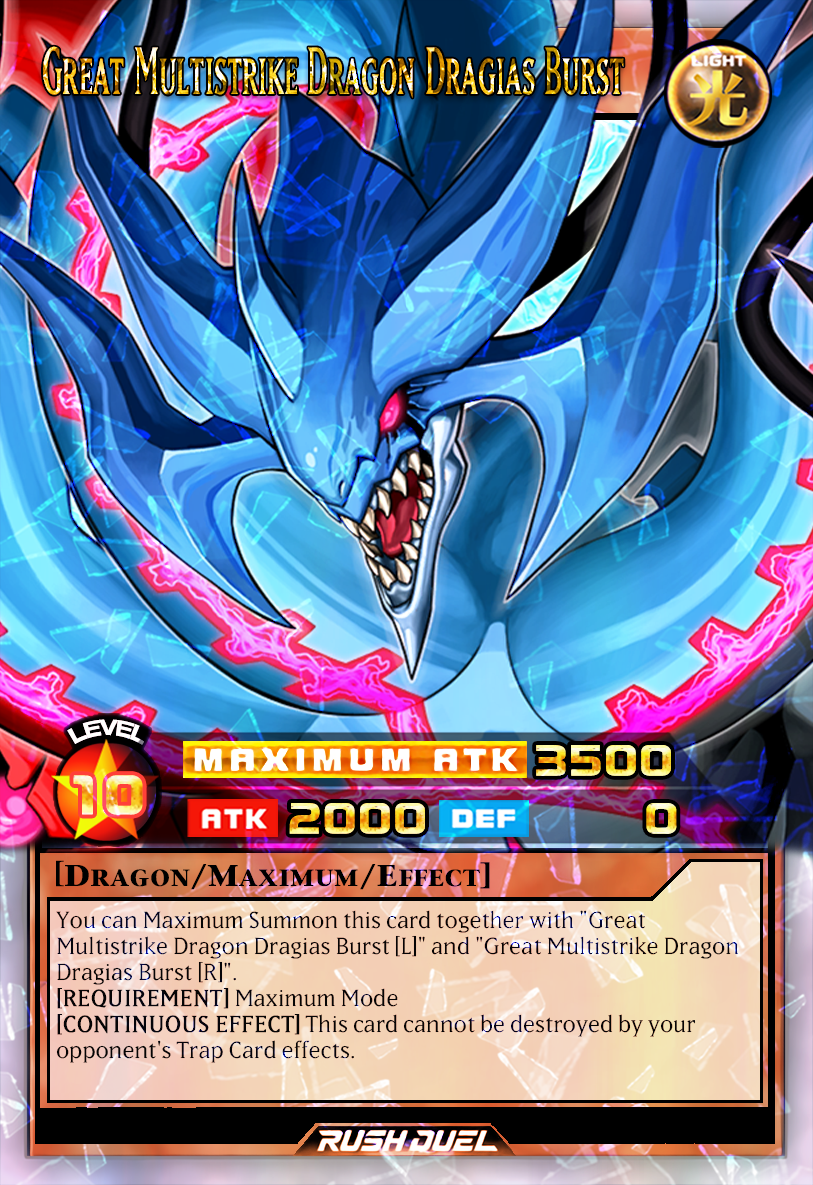 Great Multistrike Dragon Dragias Burst
LIGHT
光
LEVEL
10
MAXIMUM ATK 3500
ATK 2000 DEF 0
[Dragon/Maximum/Effect]
You can Maximum Summon this card together with "Great
Multistrike Dragon Dragias Burst [L]" and "Great Multistrike Dragon
Dragias Burst [R]".
[REQUIREMENT] Maximum Mode
[CONTINUOUS EFFECT] This card cannot be destroyed by your
opponent's Trap Card effects.
RUSH DUEL